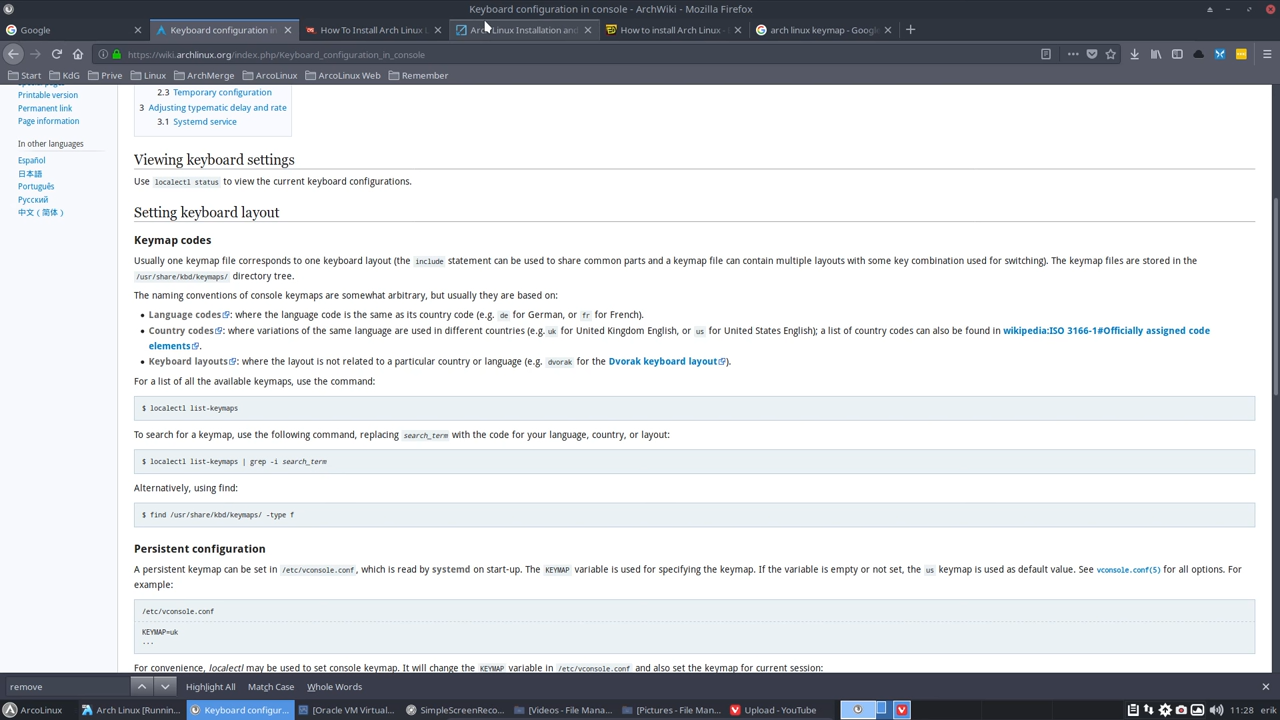 Keyboard configuration in console - ArchWiki - Mozilla Firefox
Google
Keyboard configuration in
How To Install Arch Linux L
Arch Linux Installation and
How to install Arch Linux -
arch linux keymap - Google
https://wiki.archlinux.org/index.php/Keyboard_configuration_in_console
Start KdG Prive Linux ArchMerge ArcoLinux ArcoLinux Web Remember
Printable version
Permanent link
Page information
In other languages
Español
日本語
Português
Русский
中文（简体）
2.3 Temporary configuration
3 Adjusting typematic delay and rate
3.1 Systemd service
Viewing keyboard settings
Use localectl status to view the current keyboard configurations.
Setting keyboard layout
Keymap codes
Usually one keymap file corresponds to one keyboard layout (the include statement can be used to share common parts and a keymap file can contain multiple layouts with some key combination used for switching). The keymap files are stored in the
/usr/share/kbd/keymaps/ directory tree.
The naming conventions of console keymaps are somewhat arbitrary, but usually they are based on:
• Language codes: where the language code is the same as its country code (e.g. de for German, or fr for French).
• Country codes: where variations of the same language are used in different countries (e.g. uk for United Kingdom English, or us for United States English); a list of country codes can also be found in wikipedia:ISO 3166-1#Officially assigned code
elements.
• Keyboard layouts: where the layout is not related to a particular country or language (e.g. dvorak for the Dvorak keyboard layout).
For a list of all the available keymaps, use the command:
$ localectl list-keymaps
To search for a keymap, use the following command, replacing search_term with the code for your language, country, or layout:
$ localectl list-keymaps | grep -i search_term
Alternatively, using find:
$ find /usr/share/kbd/keymaps/ -type f
Persistent configuration
A persistent keymap can be set in /etc/vconsole.conf, which is read by systemd on start-up. The KEYMAP variable is used for specifying the keymap. If the variable is empty or not set, the us keymap is used as default value. See vconsole.conf(5) for all options. For
example:
/etc/vconsole.conf
KEYMAP=uk
...
For convenience, localectl may be used to set console keymap. It will change the KEYMAP variable in /etc/vconsole.conf and also set the keymap for current session:
remove
Highlight All Match Case Whole Words
ArcoLinux
Arch Linux [Runnin...
Keyboard configur...
[Oracle VM Virtual...
SimpleScreenReco...
[Videos - File Mana...
[Pictures - File Man...
Upload - YouTube
11:28 erik